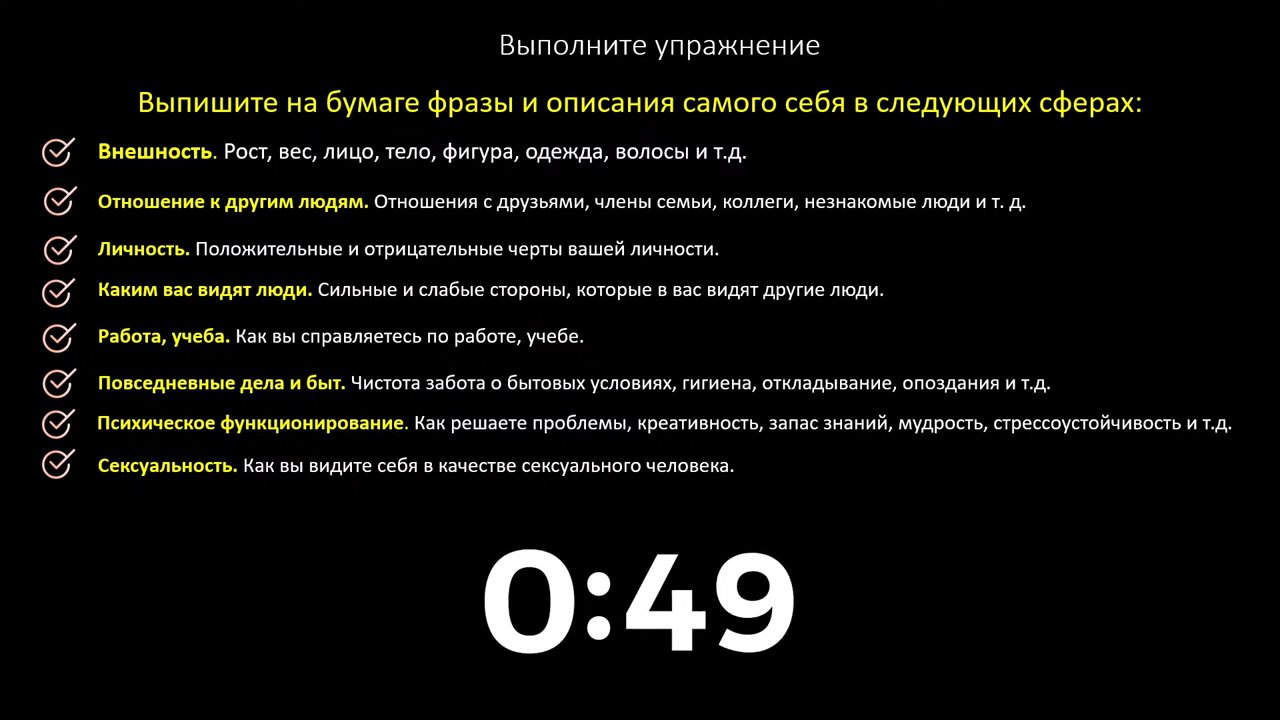 Выполните упражнение
Выпишите на бумаге фразы и описания самого себя в следующих сферах:
Внешность. Рост, вес, лицо, тело, фигура, одежда, волосы и т.д.
Отношение к другим людям. Отношения с друзьями, члены семьи, коллеги, незнакомые люди и т. д.
Личность. Положительные и отрицательные черты вашей личности.
Каким вас видят люди. Сильные и слабые стороны, которые в вас видят другие люди.
Работа, учеба. Как вы справляетесь по работе, учебе.
Повседневные дела и быт. Чистота забота о бытовых условиях, гигиена, откладывание, опоздания и т.д.
Психическое функционирование. Как решаете проблемы, креативность, запас знаний, мудрость, стрессоустойчивость и т.д.
Сексуальность. Как вы видите себя в качестве сексуального человека.
0:49